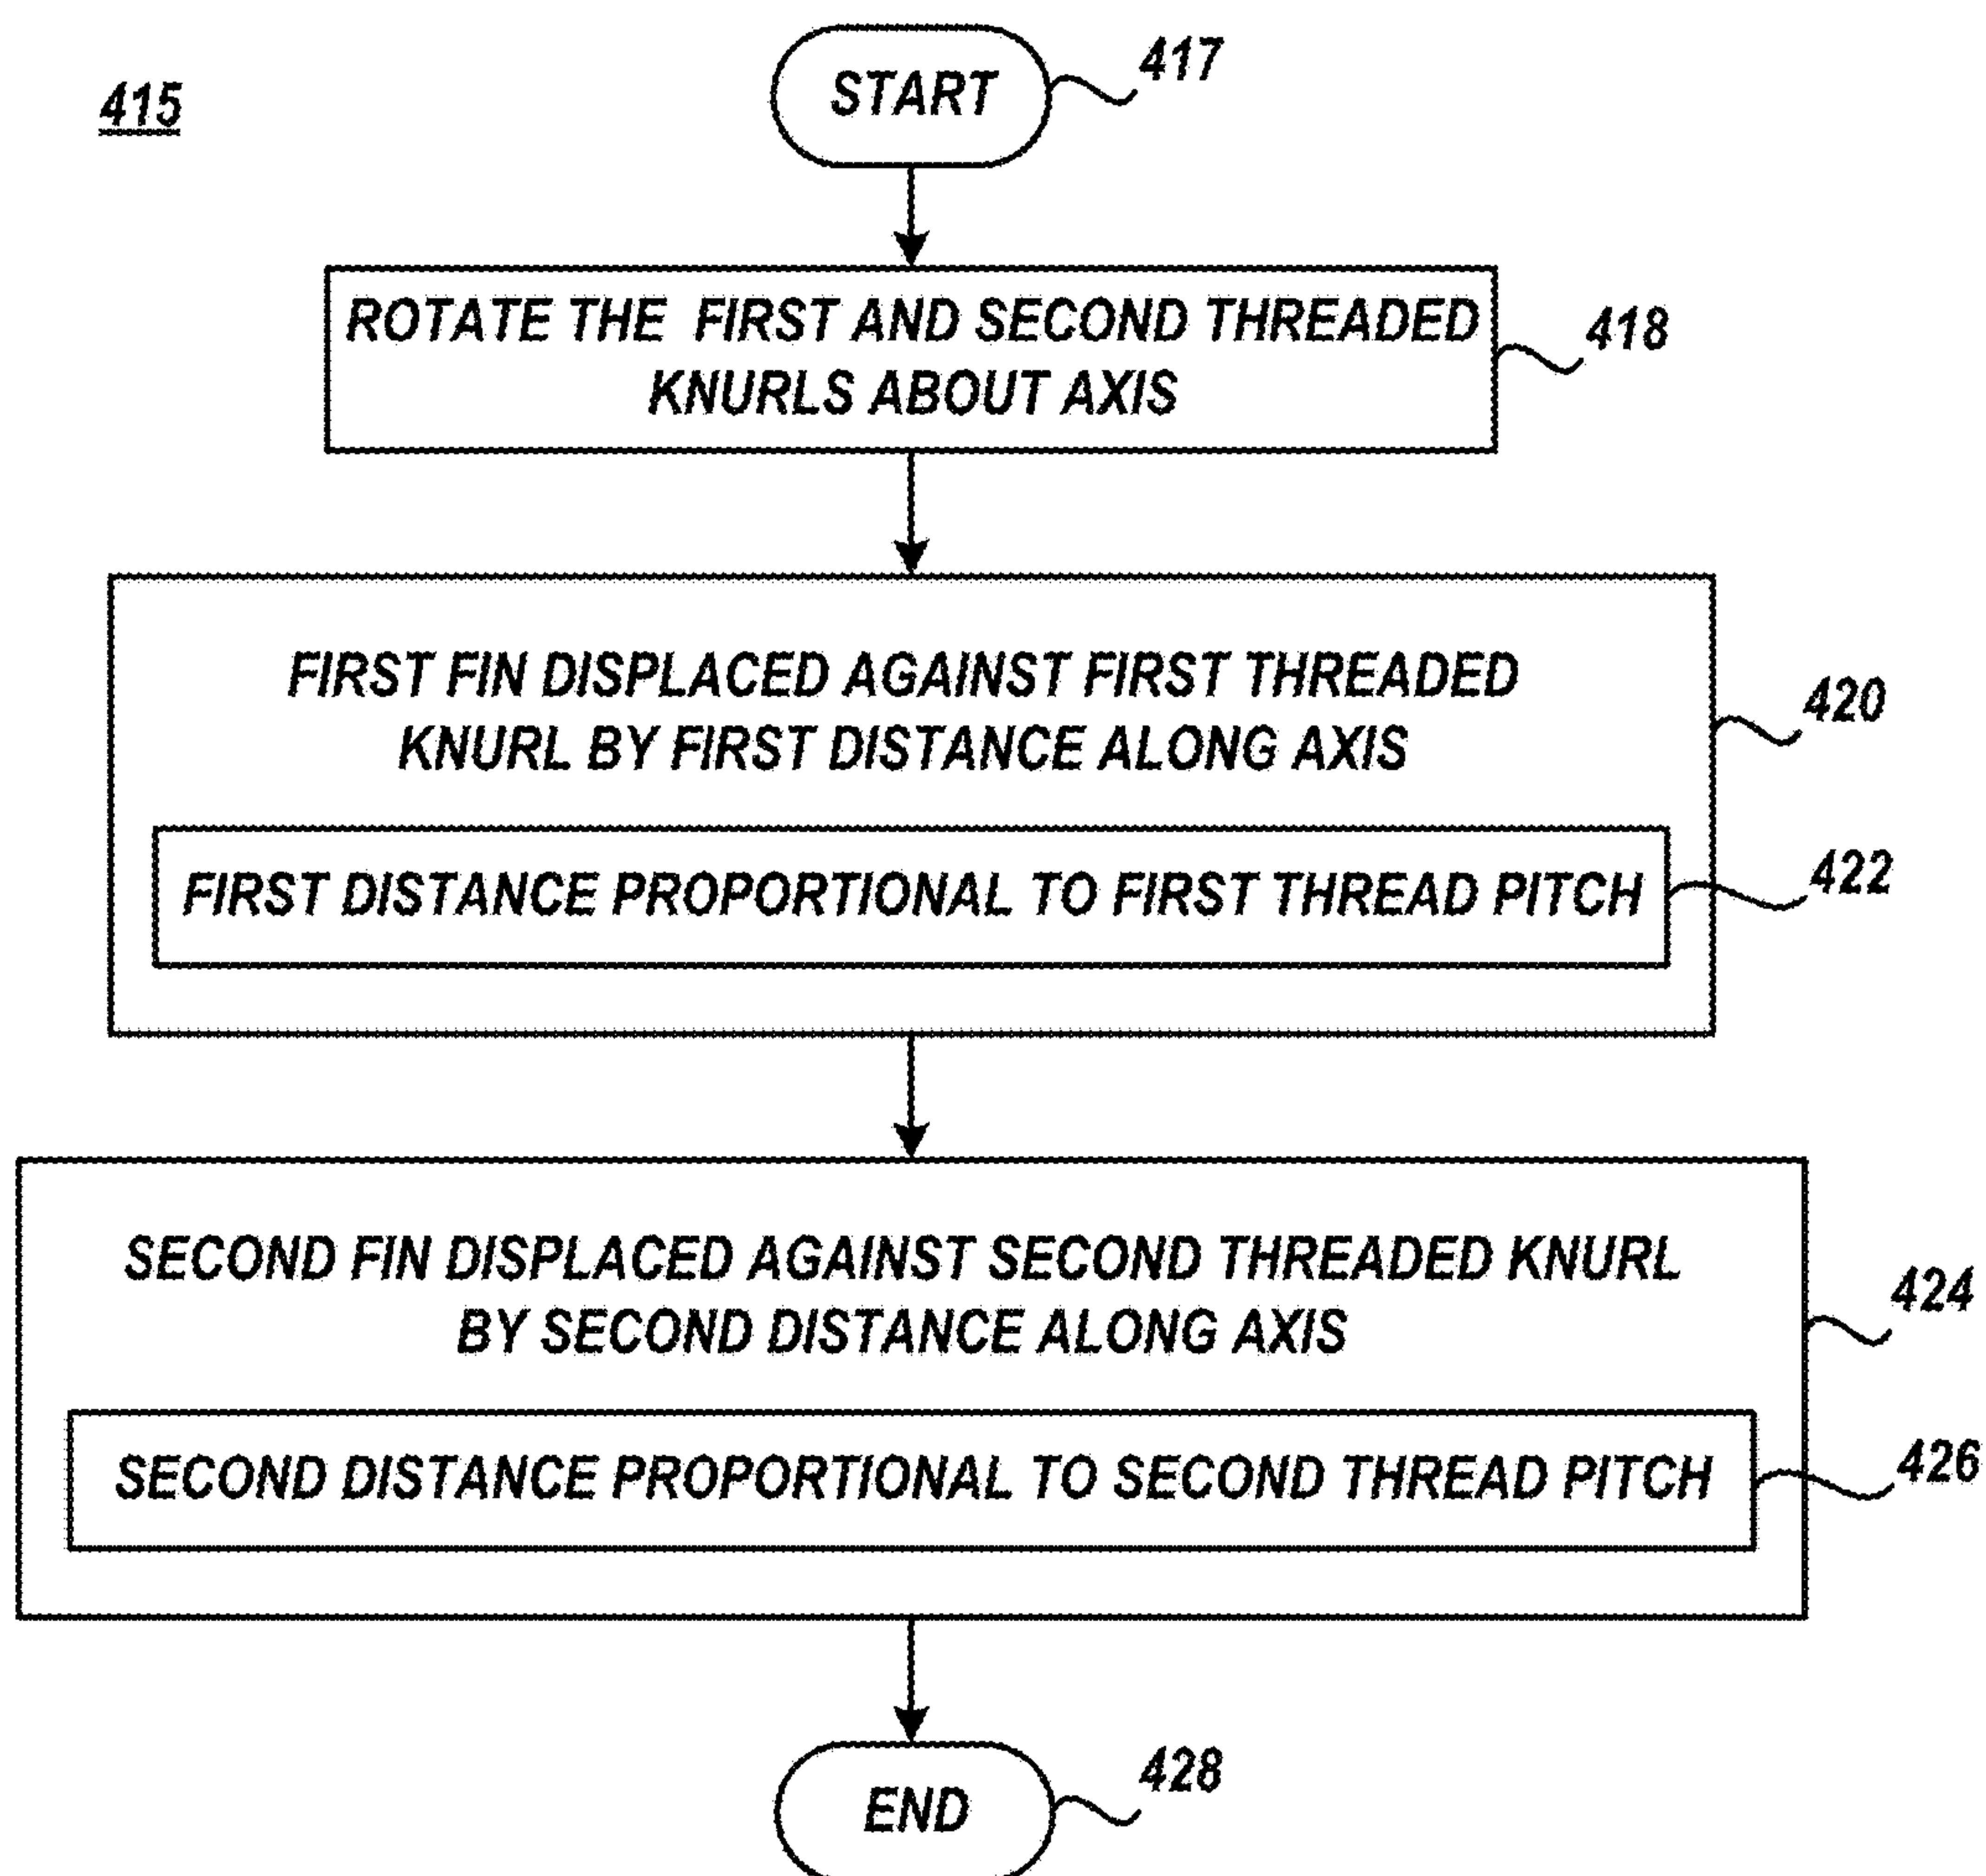 415
START
417
ROTATE THE FIRST AND SECOND THREADED
KNURLS ABOUT AXIS
418
FIRST FIN DISPLACED AGAINST FIRST THREADED
KNURL BY FIRST DISTANCE ALONG AXIS
420
FIRST DISTANCE PROPORTIONAL TO FIRST THREAD PITCH
422
SECOND FIN DISPLACED AGAINST SECOND THREADED KNURL
BY SECOND DISTANCE ALONG AXIS
424
SECOND DISTANCE PROPORTIONAL TO SECOND THREAD PITCH
426
END
428